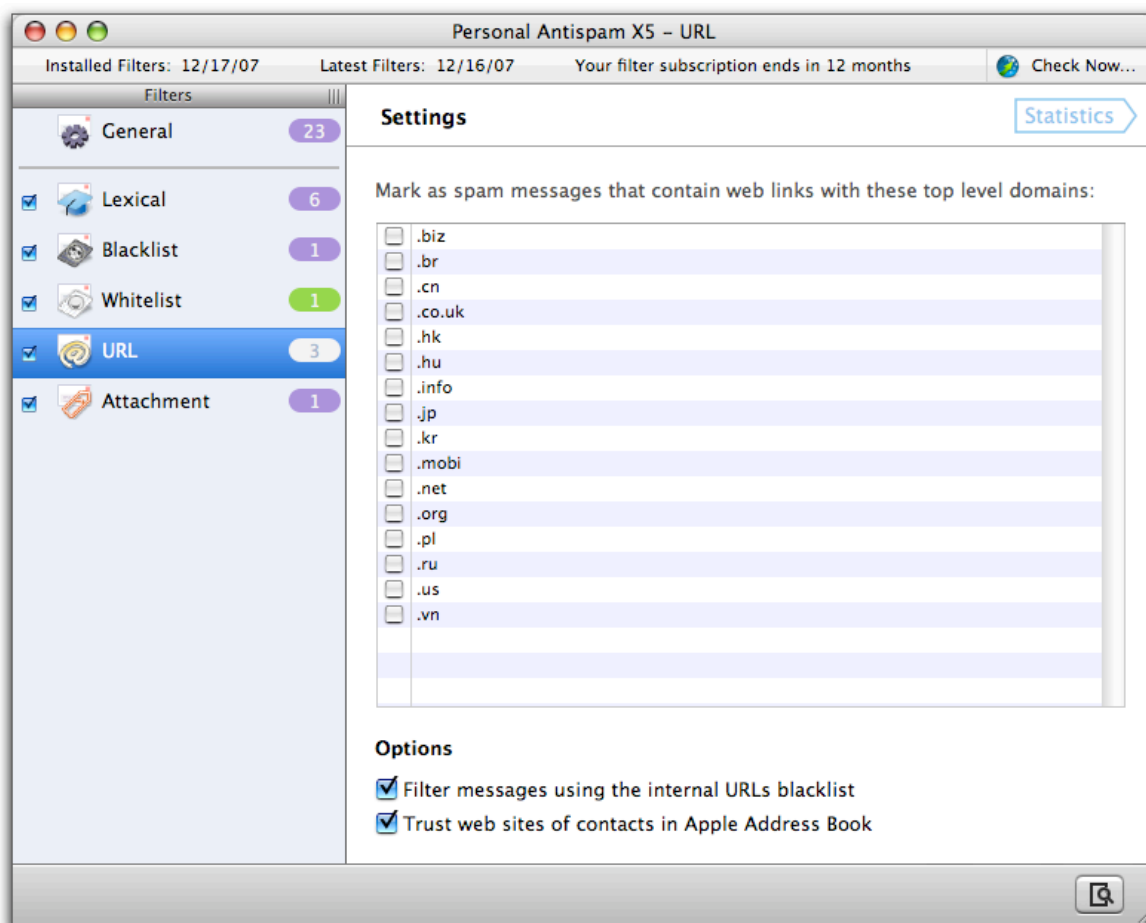 Personal Antispam X5 – URL
Installed Filters: 12/17/07 Latest Filters: 12/16/07 Your filter subscription ends in 12 months Check Now...
Filters
General 23
Lexical 6
Blacklist 1
Whitelist 1
URL 3
Attachment 1
Settings Statistics
Mark as spam messages that contain web links with these top level domains:
.biz
.br
.cn
.co.uk
.hk
.hu
.info
.jp
.kr
.mobi
.net
.org
.pl
.ru
.us
.vn
Options
Filter messages using the internal URLs blacklist
Trust web sites of contacts in Apple Address Book